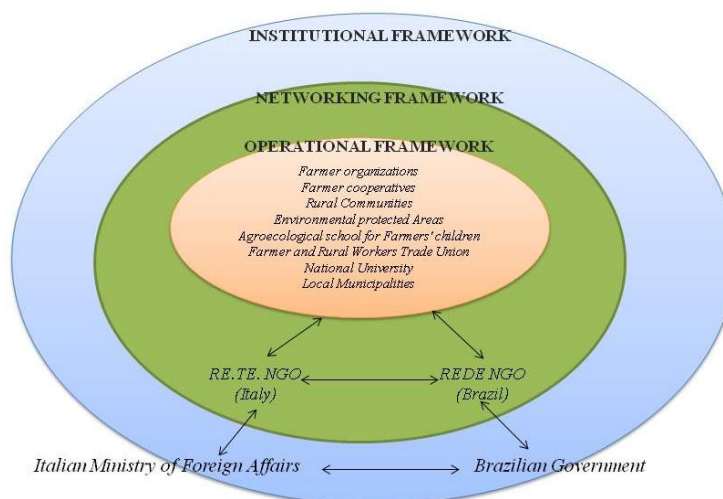 INSTITUTIONAL FRAMEWORK
NETWORKING FRAMEWORK
OPERATIONAL FRAMEWORK
Farmer organizations
Farmer cooperatives
Rural Communities
Environmental protected Areas
Agroecological school for Farmers' children
Farmer and Rural Workers Trade Union
National University
Local Municipalities
RE.TE. NGO
(Italy)
REDE NGO
(Brazil)
Italian Ministry of Foreign Affairs
Brazilian Government